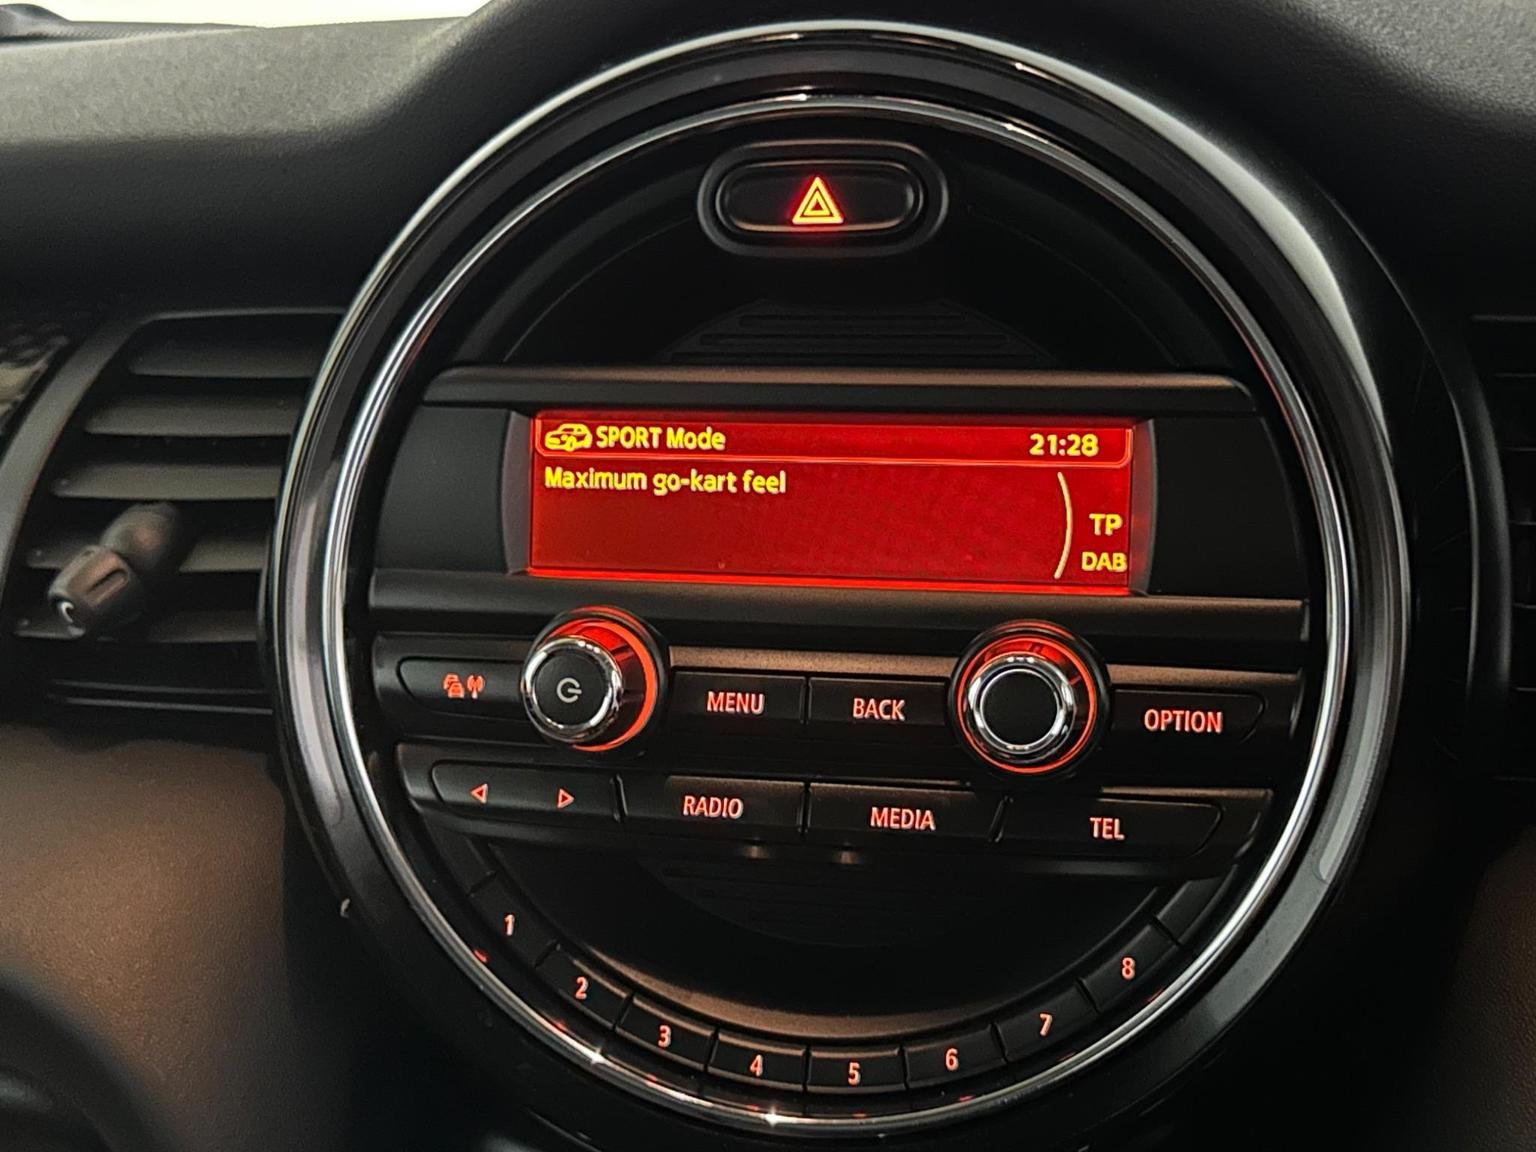 SPORT Mode 21:28
Maximum go-kart feel
TP
DAB
MENU BACK OPTION
RADIO MEDIA TEL
1 2 3 4 5 6 7 8